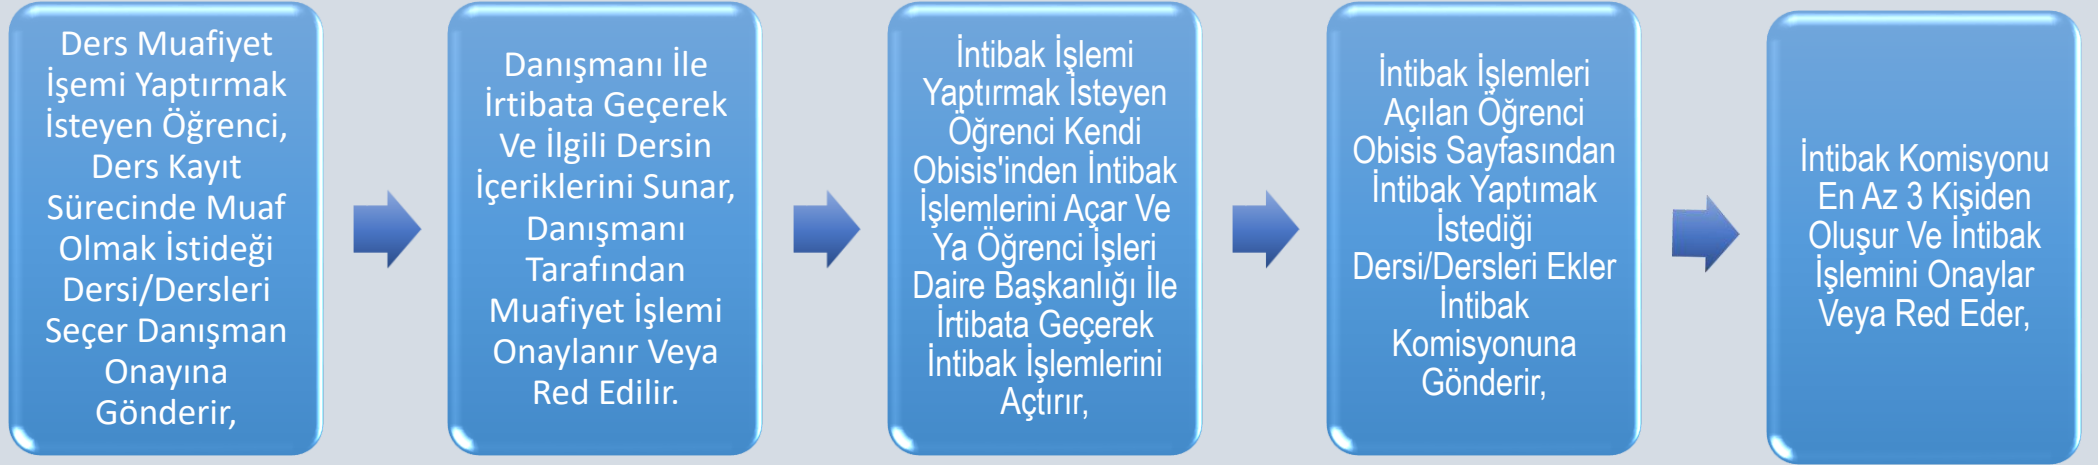 Ders Muafiyet
İşemi Yaptırmak
İsteyen Öğrenci,
Ders Kayıt
Sürecinde Muaf
Olmak İstideği
Dersi/Dersleri
Seçer Danışman
Onayına
Gönderir,
Danışmanı İle
İrtibata Geçerek
Ve İlgili Dersin
İçeriklerini Sunar,
Danışmanı
Tarafından
Muafiyet İşlemi
Onaylanır Veya
Red Edilir.
İntibak İşlemi
Yaptırmak İsteyen
Öğrenci Kendi
Obisis'inden İntibak
İşlemlerini Açar Ve
Ya Öğrenci İşleri
Daire Başkanlığı İle
İrtibata Geçerek
İntibak İşlemlerini
Açtırır,
İntibak İşlemleri
Açılan Öğrenci
Obisis Sayfasından
İntibak Yaptımak
İstediği
Dersi/Dersleri Ekler
İntibak
Komisyonuna
Gönderir,
İntibak Komisyonu
En Az 3 Kişiden
Oluşur Ve İntibak
İşlemini Onaylar
Veya Red Eder,